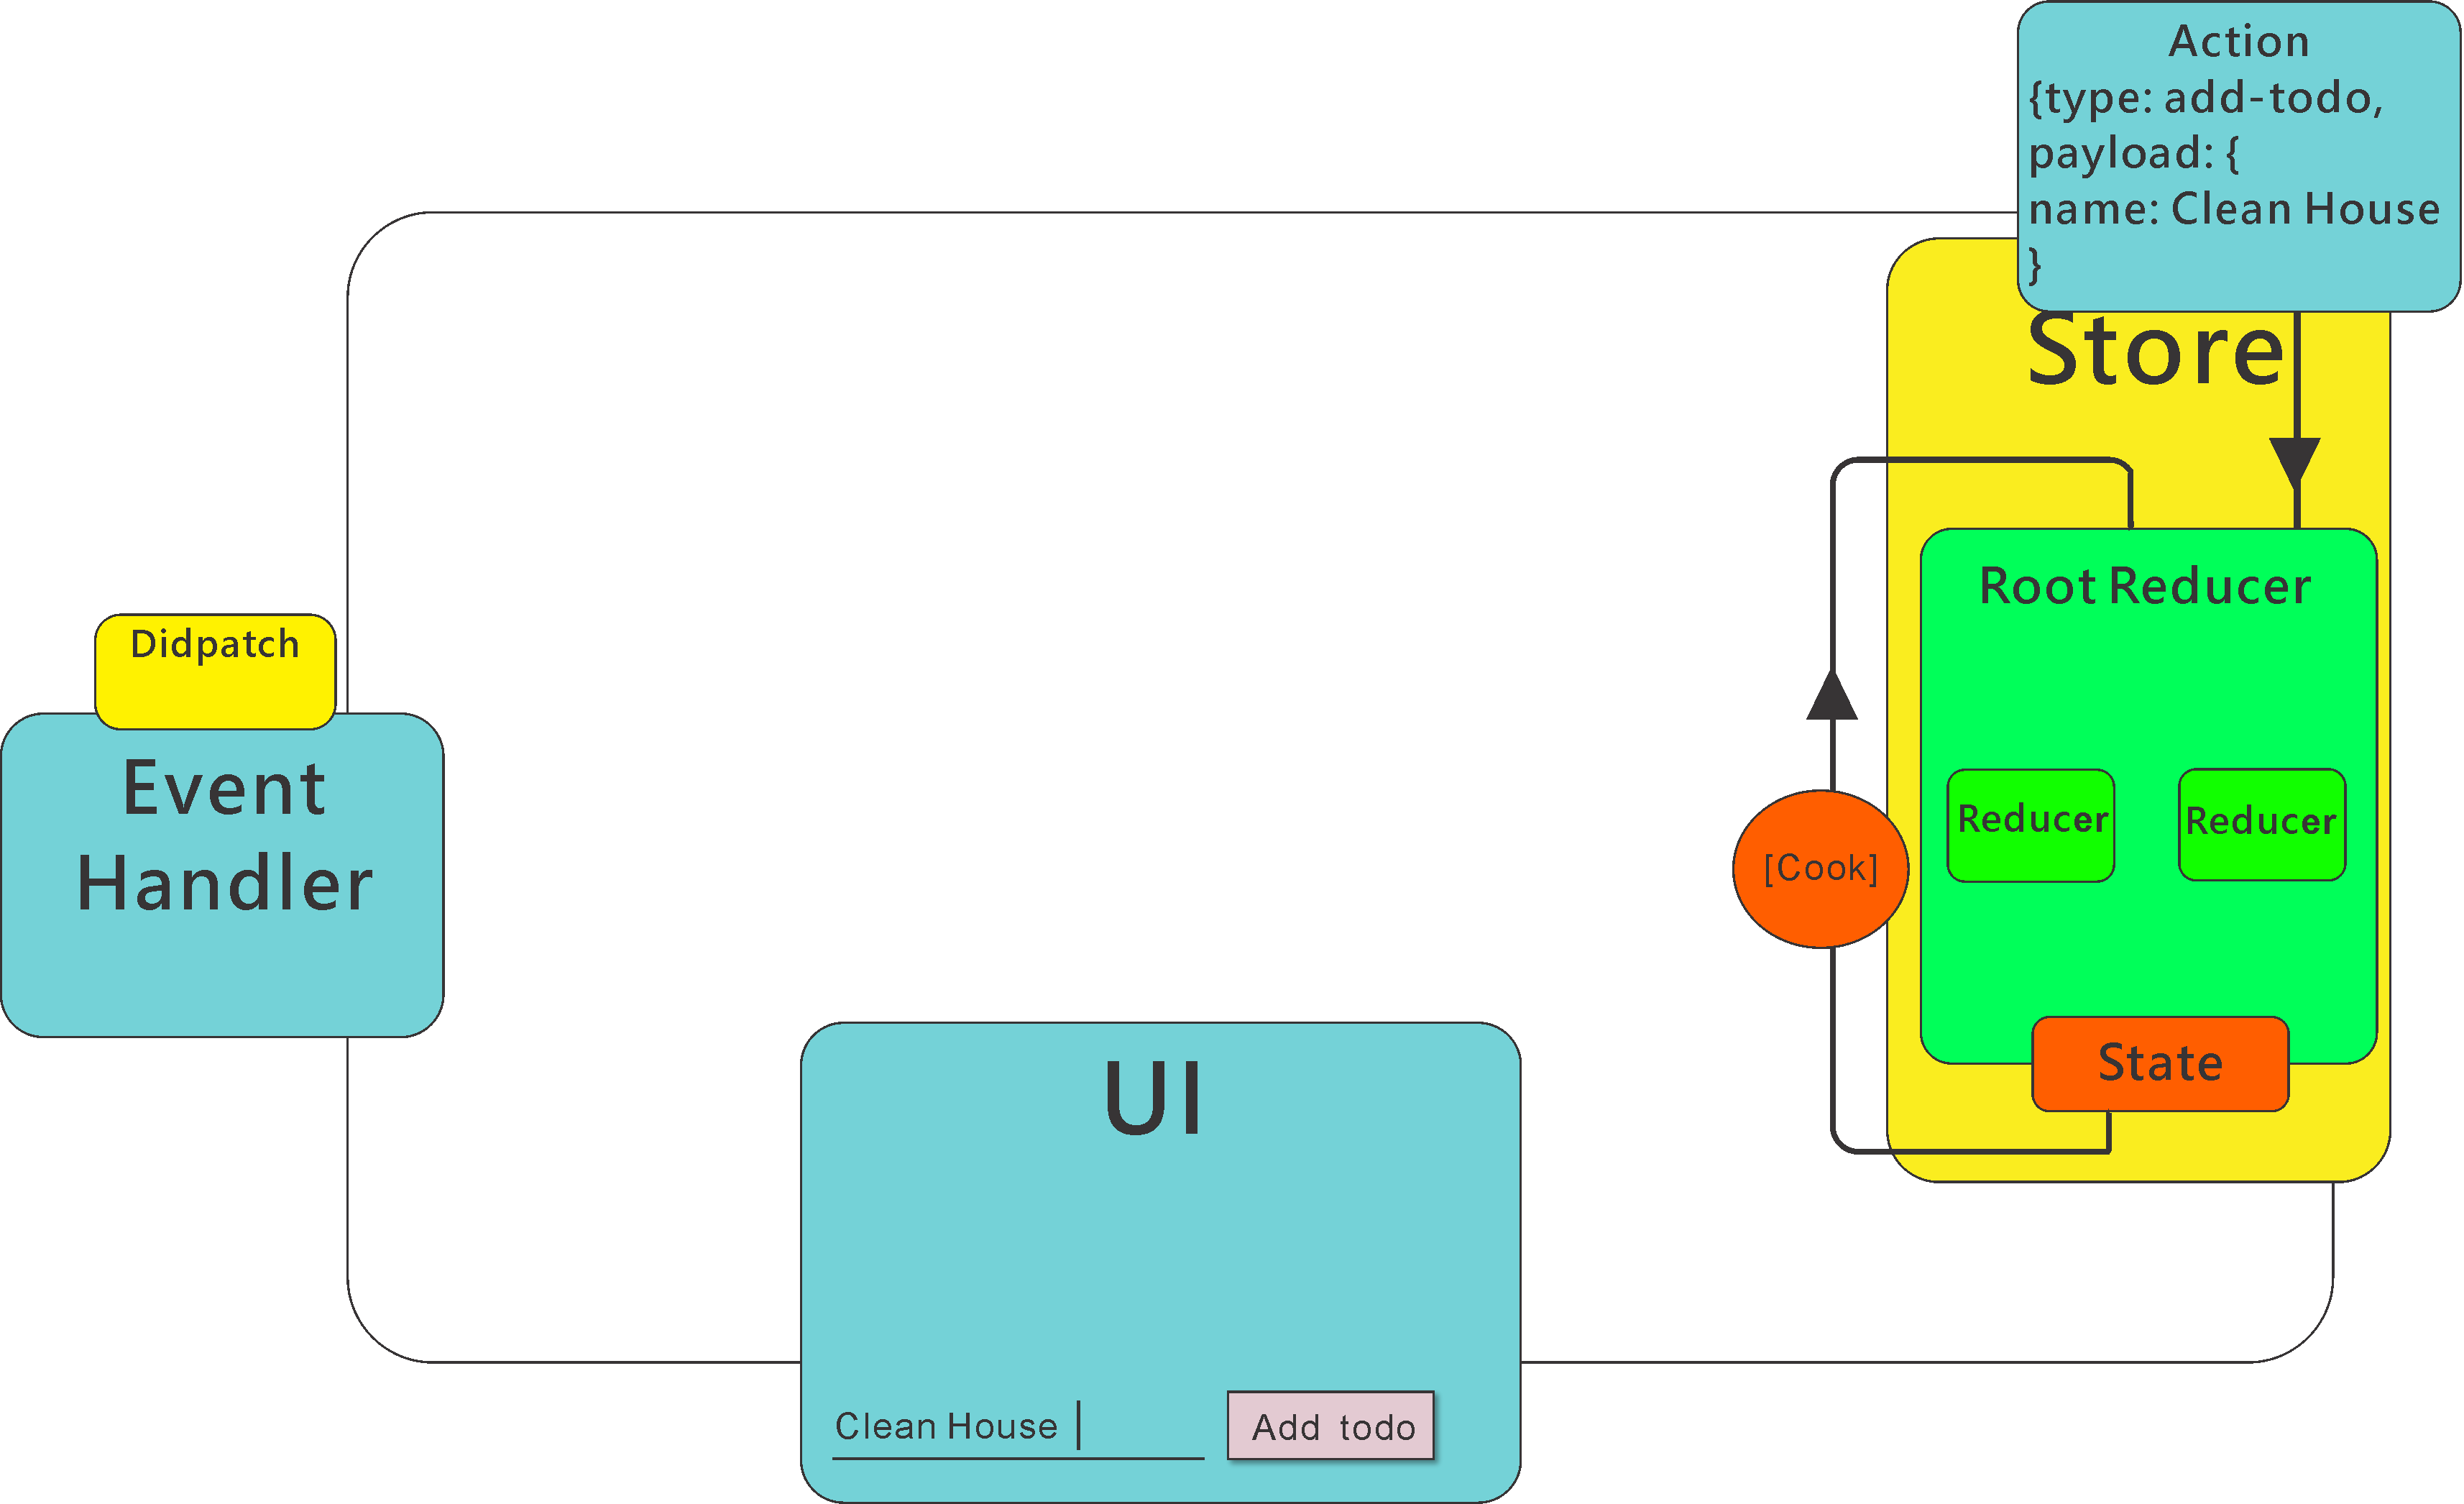 Action
{type: add-todo,
payload: {
name: Clean House
}
Store
Root Reducer
Didpatch
Event
Handler
Reducer
Reducer
[Cook]
State
UI
Clean House
Add todo